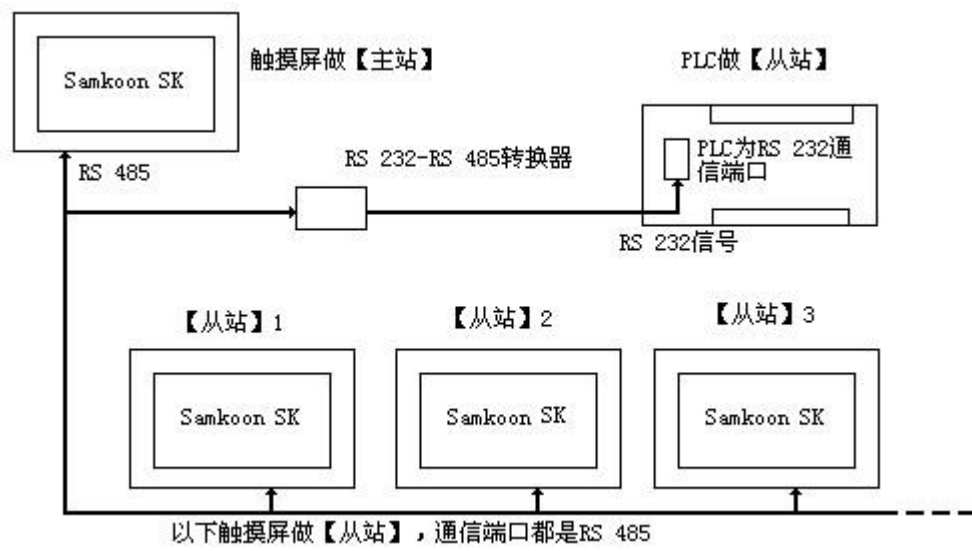 Samkoon SK
触摸屏做【主站】
PLC做【从站】
RS 485
RS 232-RS 485转换器
PLC为RS 232通
信端口
RS 232信号
【从站】1
【从站】2
【从站】3
Samkoon SK
Samkoon SK
Samkoon SK
以下触摸屏做【从站】，通信端口都是RS 485